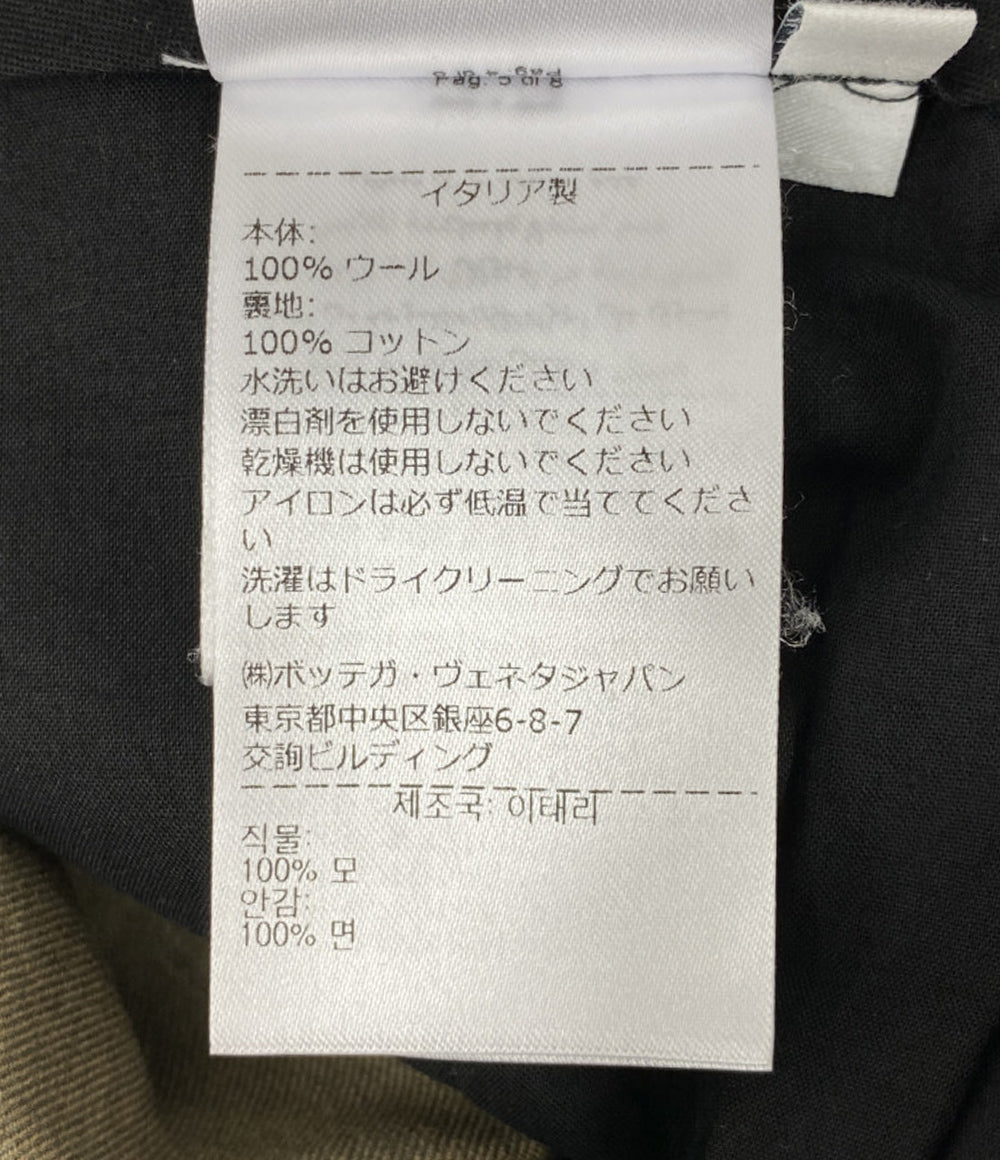 イタリア製
本体:
100% ウール
裏地:
100% コットン
水洗いはお避けください
漂白剤を使用しないでください
乾燥機は使用しないでください
アイロンは必ず低温で当ててくださ
い
洗濯はドライクリーニングでお願い
します
㈱ボッテガ・ヴェネタジャパン
東京都中央区銀座6-8-7
交詢ビルディング
제조국: 이태리
직물:
100% 모
안감:
100% 면